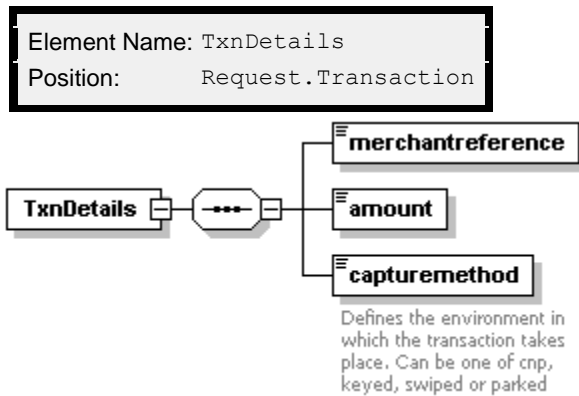 Element Name: TxnDetails
Position: Request.Transaction
merchantreference
TxnDetails
amount
capturemethod
Defines the environment in
which the transaction takes
place. Can be one of cnp,
keyed, swiped or parked